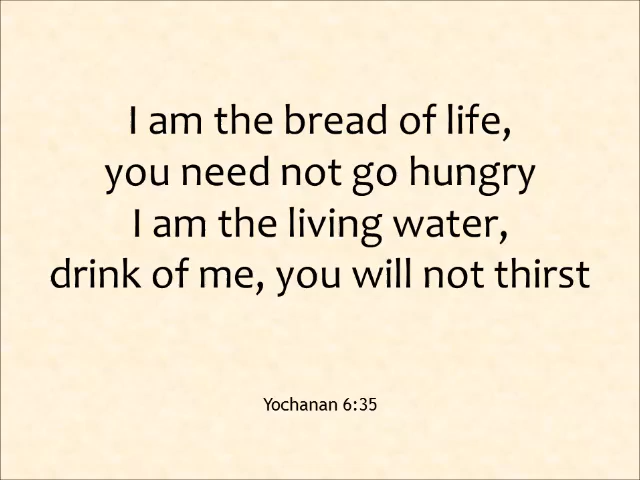 I am the bread of life,
you need not go hungry
I am the living water,
drink of me, you will not thirst
Yochanan 6:35